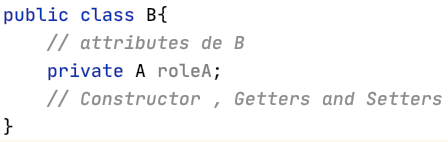 public class B{
// attributes de B
private A roleA;
// Constructor , Getters and Setters
}